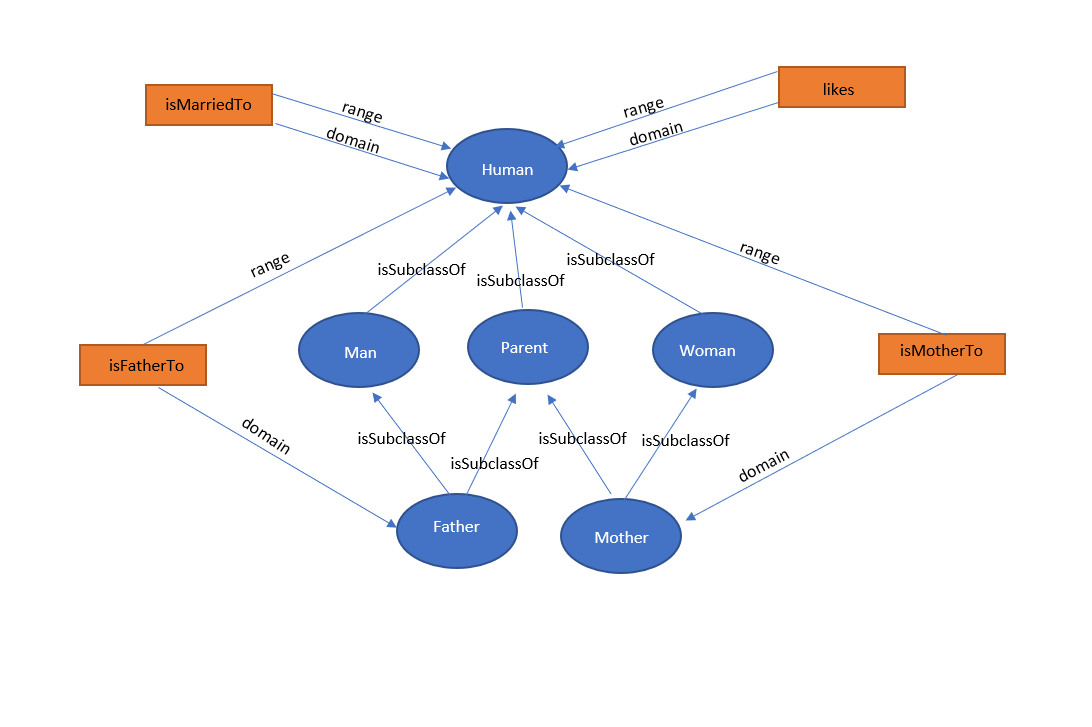 isMarriedTo
likes
range
domain
range
domain
Human
range
isSubclassOf
isSubclassOf
isSubclassOf
range
isFatherTo
Man
Parent
Woman
isMotherTo
domain
isSubclassOf
isSubclassOf
isSubclassOf
isSubclassOf
domain
Father
Mother